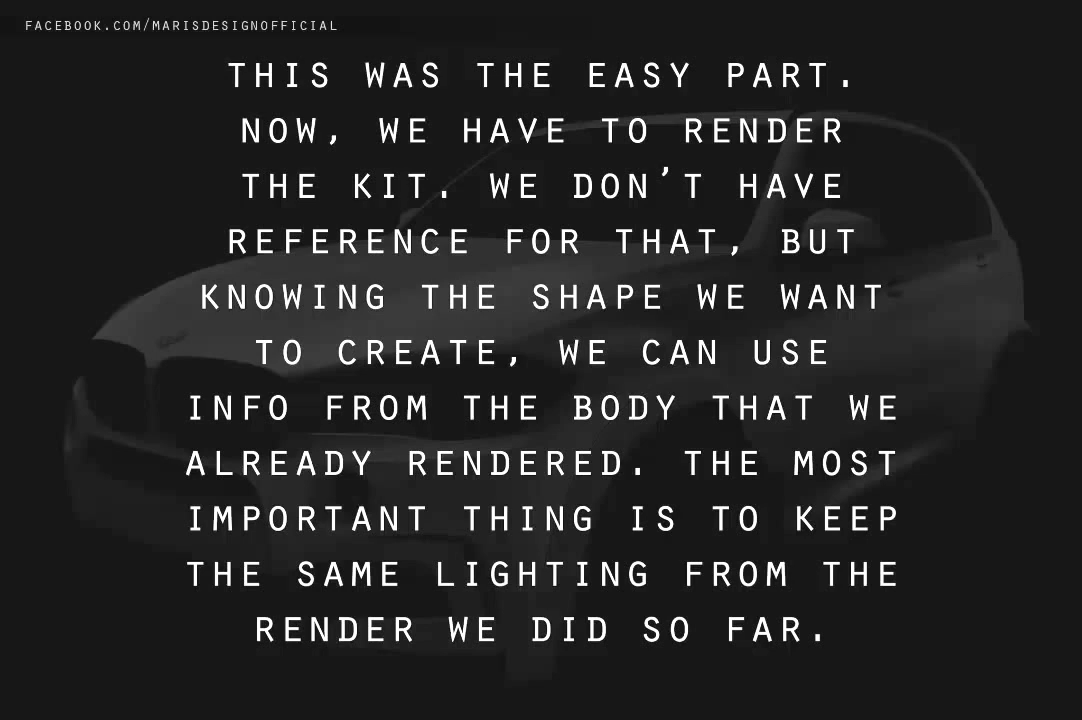 FACEBOOK.COM/MARISDESIGNOFFICIAL
THIS WAS THE EASY PART.
NOW, WE HAVE TO RENDER
THE KIT. WE DON'T HAVE
REFERENCE FOR THAT, BUT
KNOWING THE SHAPE WE WANT
TO CREATE, WE CAN USE
INFO FROM THE BODY THAT WE
ALREADY RENDERED. THE MOST
IMPORTANT THING IS TO KEEP
THE SAME LIGHTING FROM THE
RENDER WE DID SO FAR.